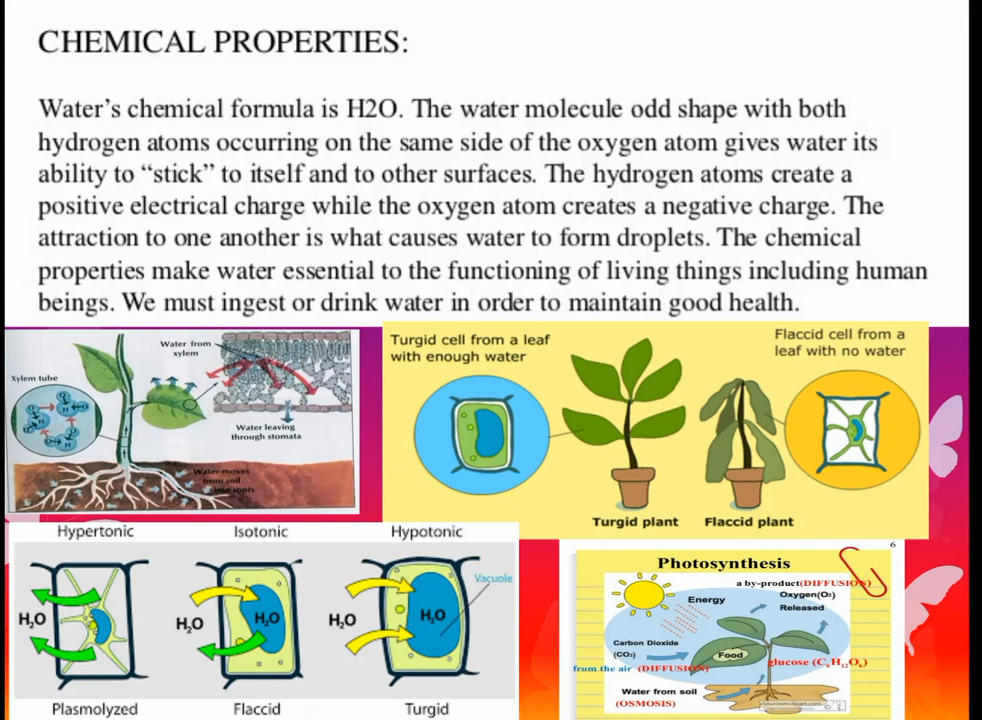 CHEMICAL PROPERTIES:
Water’s chemical formula is H2O. The water molecule odd shape with both
hydrogen atoms occurring on the same side of the oxygen atom gives water its
ability to “stick” to itself and to other surfaces. The hydrogen atoms create a
positive electrical charge while the oxygen atom creates a negative charge. The
attraction to one another is what causes water to form droplets. The chemical
properties make water essential to the functioning of living things including human
beings. We must ingest or drink water in order to maintain good health.
Water from
xylem
Xylem tube
Water leaving
through stomata
Water moves
from soil
into roots
Turgid cell from a leaf
with enough water
Flaccid cell from a
leaf with no water
Turgid plant
Flaccid plant
Hypertonic
Isotonic
Hypotonic
Vacuole
H₂O
H₂O
H₂O
H₂O
H₂O
Plasmolyzed
Flaccid
Turgid
6
Photosynthesis
a by-product(DIFFUSION)
Oxygen(O₂)
Released
Energy
Carbon Dioxide
(CO₂)
from the air (DIFFUSION)
Food
glucose (C₆H₁₂O₆)
Water from soil
(OSMOSIS)